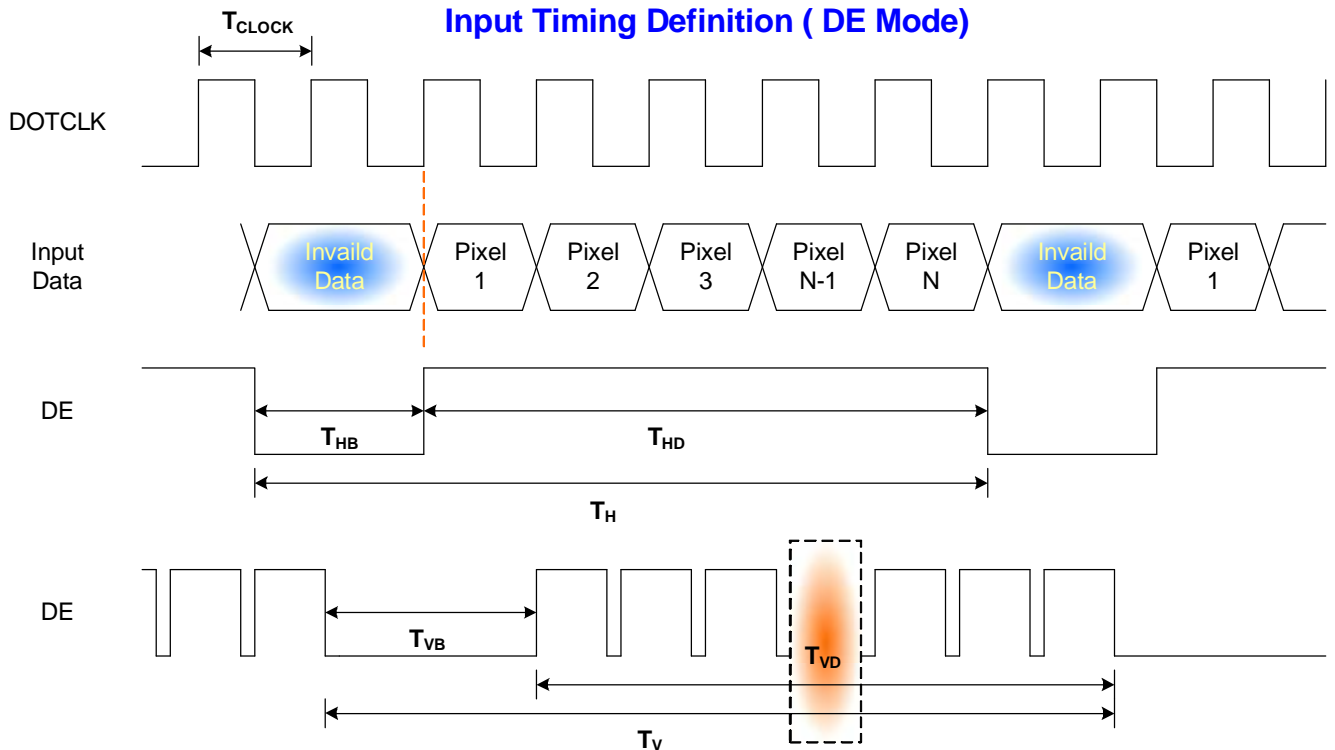 Input Timing Definition ( DE Mode)
TCLOCK
DOTCLK
Input
Data
Invaild
Data
Pixel
1
Pixel
2
Pixel
3
Pixel
N-1
Pixel
N
Invaild
Data
Pixel
1
DE
THB
THD
TH
DE
TVB
TVD
TV